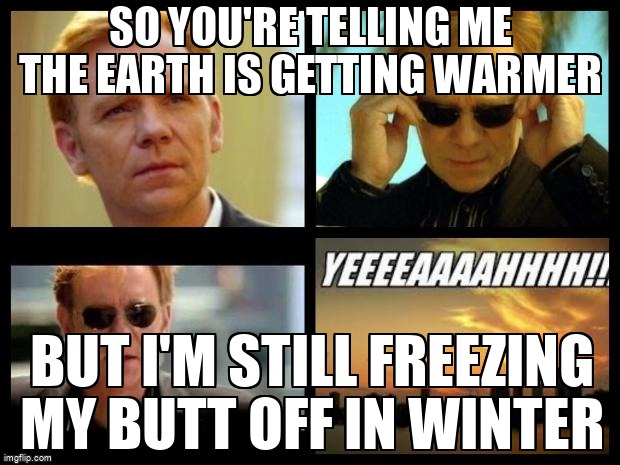 SO YOU'RE TELLING ME
THE EARTH IS GETTING WARMER
YEEEEAAAAHHHH!!!
BUT I'M STILL FREEZING
MY BUTT OFF IN WINTER
imgflip.com